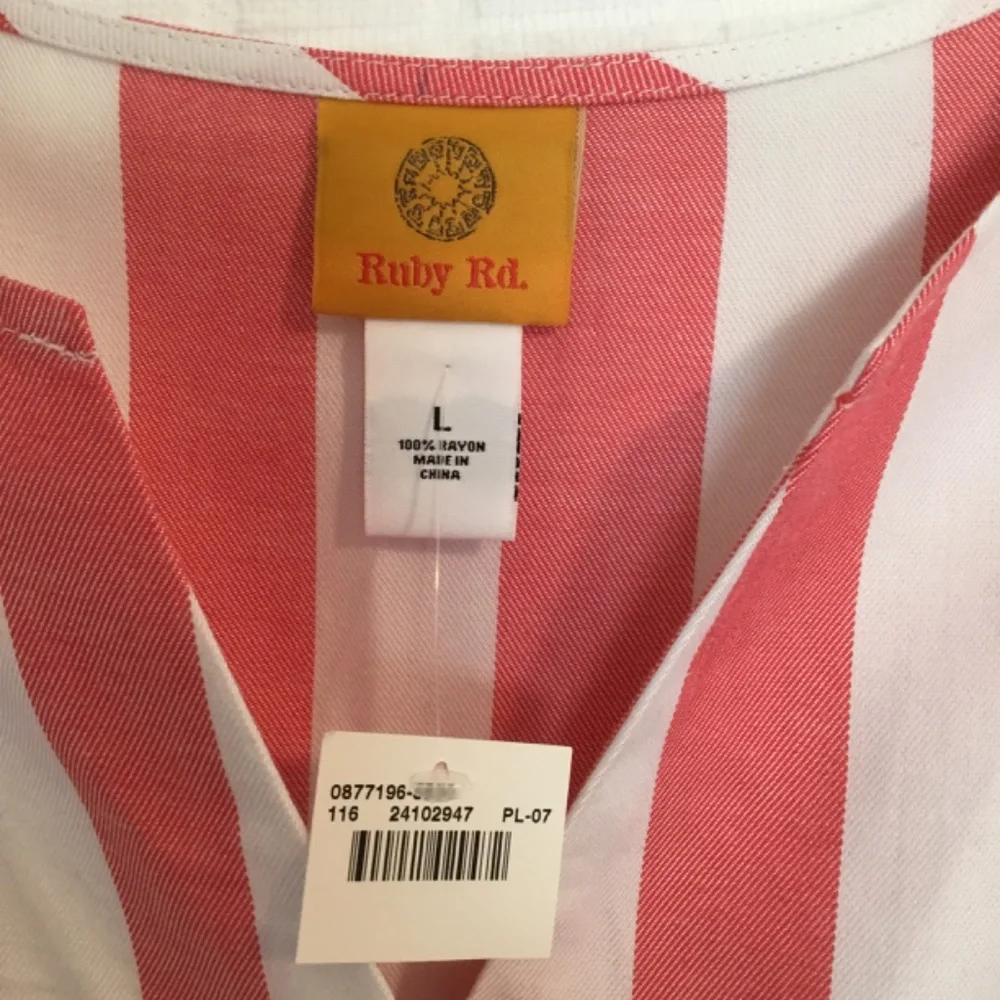 Ruby Rd.
L
100% RAYON
MADE IN
CHINA
0877196-
116 24102947 PL-07